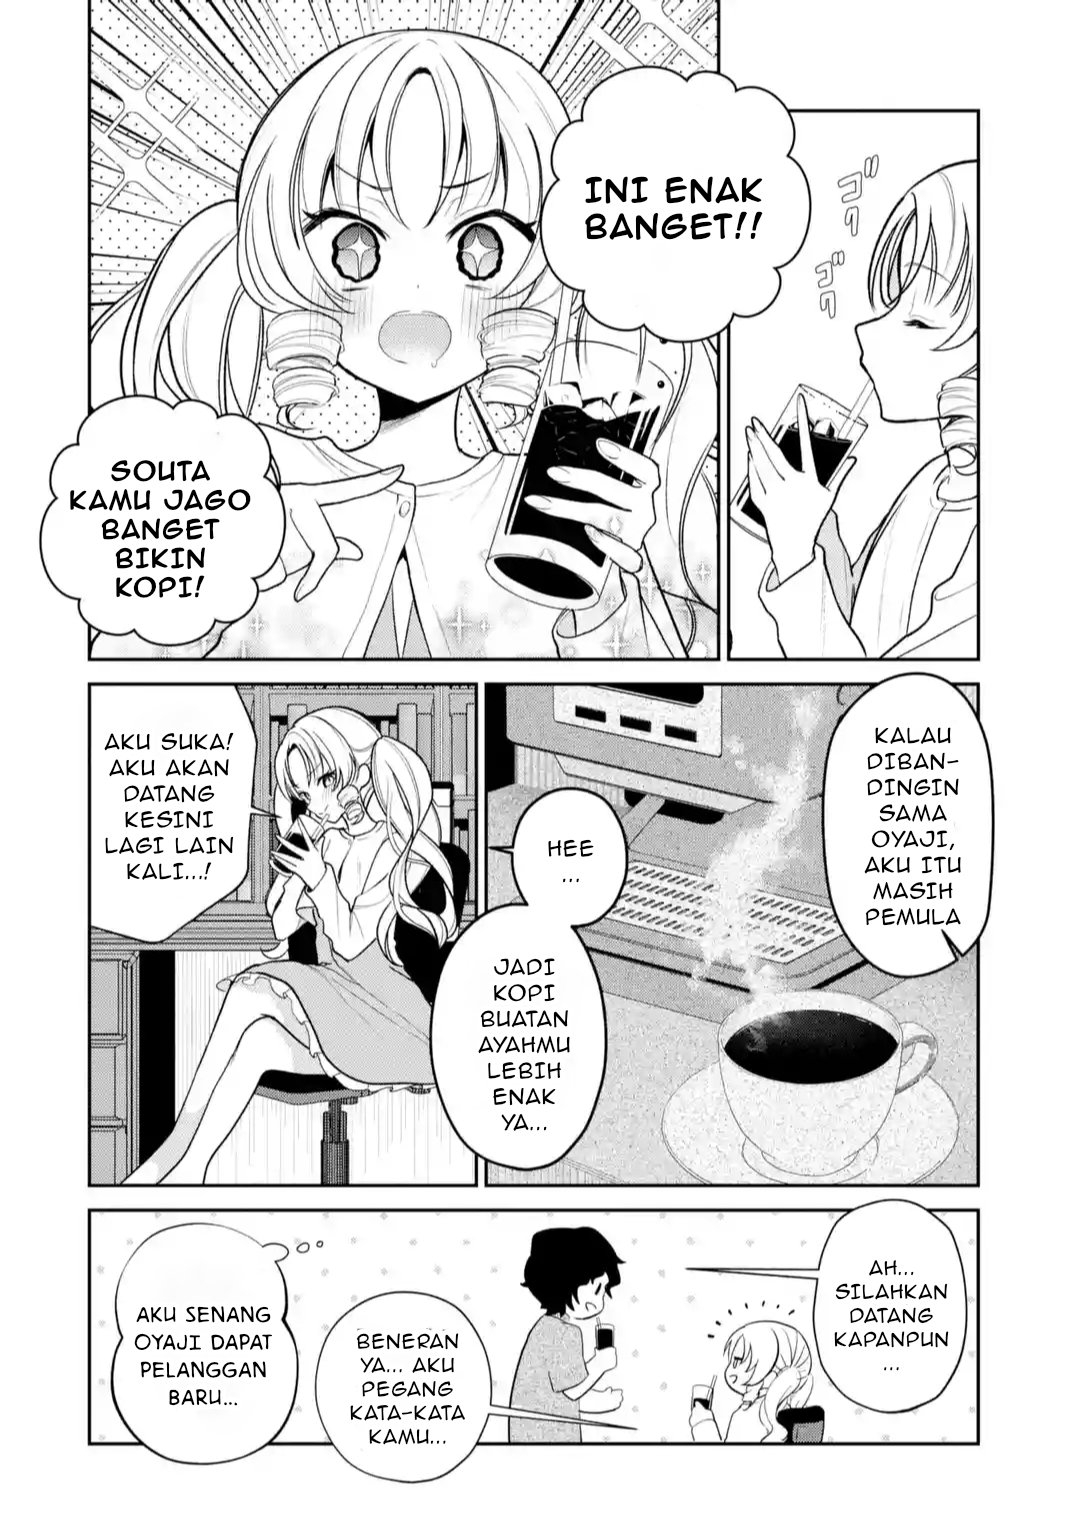 ゴク
ゴク
INI ENAK
BANGET!!
SOUTA
KAMU JAGO
BANGET
BIKIN
KOPI!
KALAU
DIBAN-
DINGIN
SAMA
OYAJI,
AKU ITU
MASIH
PEMULA
HEE
...
JADI
KOPI
BUATAN
AYAHMU
LEBIH
ENAK
YA...
AKU SUKA!
AKU AKAN
DATANG
KESINI
LAGI LAIN
KALI...!
AH...
SILAHKAN
DATANG
KAPANPUN
...
BENERAN
YA... AKU
PEGANG
KATA-KATA
KAMU...
AKU SENANG
OYAJI DAPAT
PELANGGAN
BARU...